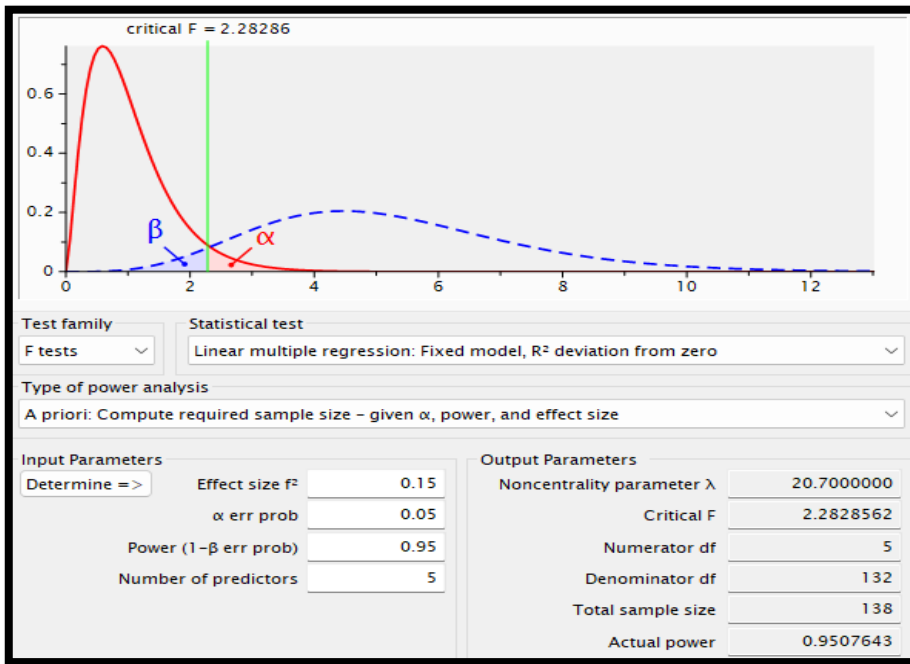 critical F = 2.28286
0.6
0.4
0.2
0
β
α
0 2 4 6 8 10 12
Test family
Statistical test
F tests
Linear multiple regression: Fixed model, R² deviation from zero
Type of power analysis
A priori: Compute required sample size – given α, power, and effect size
Input Parameters
Determine =>
Effect size f² 0.15
α err prob 0.05
Power (1-β err prob) 0.95
Number of predictors 5
Output Parameters
Noncentrality parameter λ 20.7000000
Critical F 2.2828562
Numerator df 5
Denominator df 132
Total sample size 138
Actual power 0.9507643